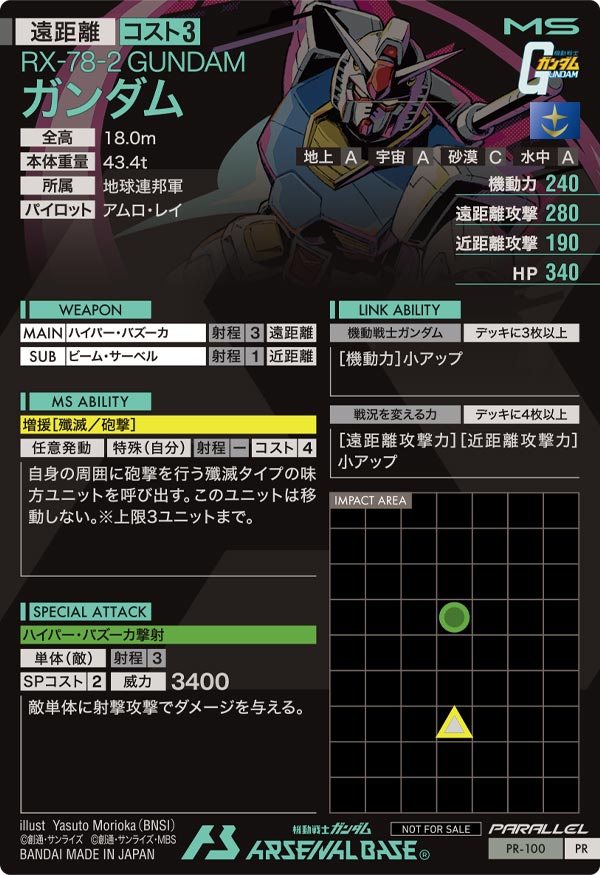 遠距離 コスト3
MS
RX-78-2 GUNDAM
ガンダム
機動戦士
ガンダム
GUNDAM
全高 18.0m
本体重量 43.4t
所属 地球連邦軍
パイロット アムロ・レイ
地上 A 宇宙 A 砂漠 C 水中 A
機動力 240
遠距離攻撃 280
近距離攻撃 190
HP 340
WEAPON
MAIN ハイパー・バズーカ 射程 3 遠距離
SUB ビーム・サーベル 射程 1 近距離
MS ABILITY
増援[殲滅／砲撃]
任意発動 特殊(自分) 射程 ー コスト 4
自身の周囲に砲撃を行う殲滅タイプの味
方ユニットを呼び出す。このユニットは移
動しない。※上限3ユニットまで。
SPECIAL ATTACK
ハイパー・バズーカ撃射
単体(敵) 射程 3
SPコスト 2 威力 3400
敵単体に射撃攻撃でダメージを与える。
LINK ABILITY
機動戦士ガンダム デッキに3枚以上
[機動力]小アップ
戦況を変える力 デッキに4枚以上
[遠距離攻撃力][近距離攻撃力]
小アップ
IMPACT AREA
illust Yasuto Morioka(BNSI)
©創通・サンライズ ©創通・サンライズ・MBS
BANDAI MADE IN JAPAN
機動戦士ガンダム
AB ARSENAL BASE®
NOT FOR SALE
PARALLEL
PR-100 PR